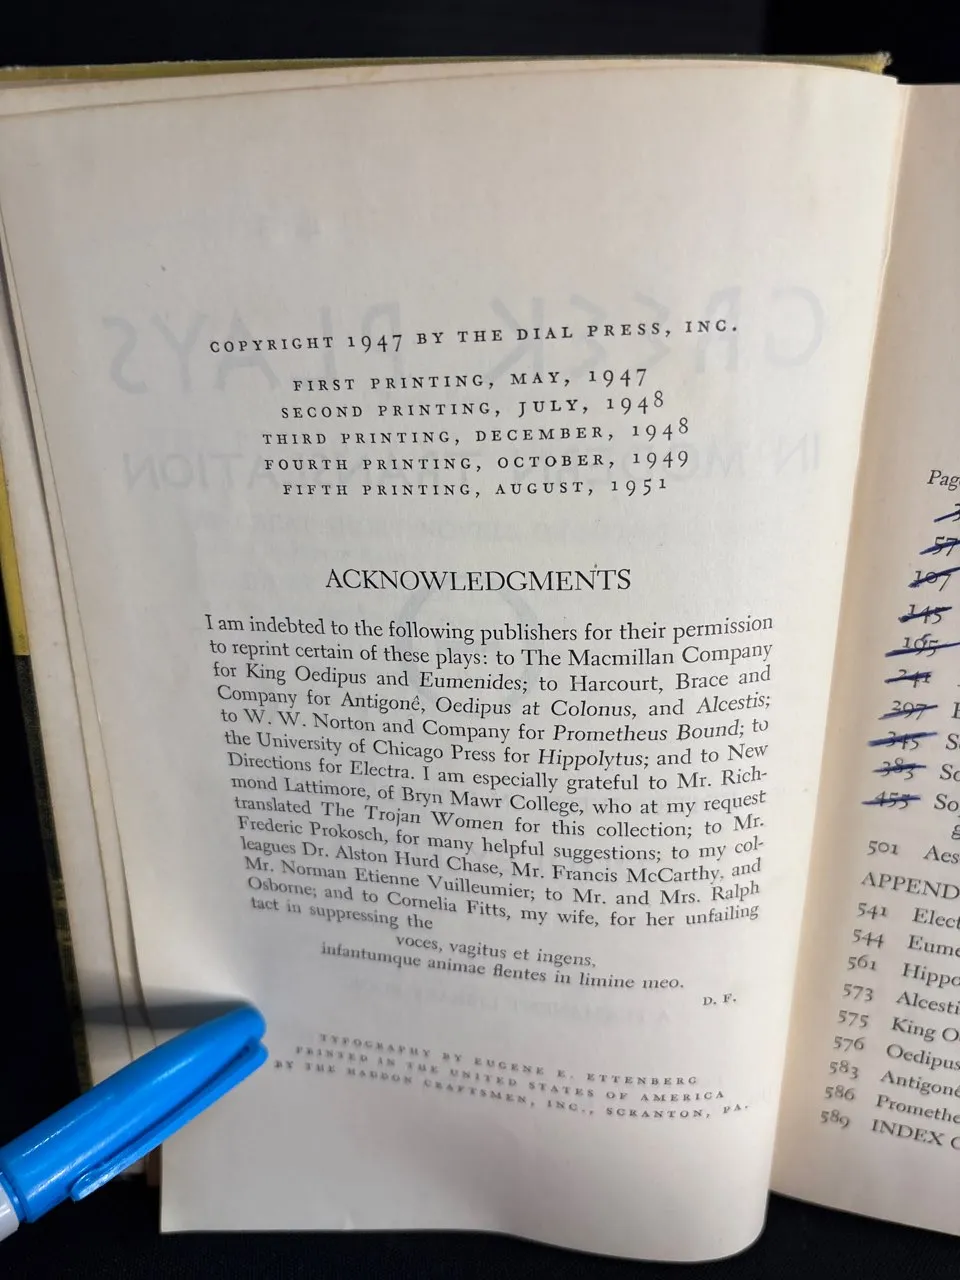 COPYRIGHT 1947 BY THE DIAL PRESS, INC.
FIRST PRINTING, MAY, 1947
SECOND PRINTING, JULY, 1948
THIRD PRINTING, DECEMBER, 1948
FOURTH PRINTING, OCTOBER, 1949
FIFTH PRINTING, AUGUST, 1951
ACKNOWLEDGMENTS
I am indebted to the following publishers for their permission
to reprint certain of these plays: to The Macmillan Company
for King Oedipus and Eumenides; to Harcourt, Brace and
Company for Antigonê, Oedipus at Colonus, and Alcestis;
to W. W. Norton and Company for Prometheus Bound; to
the University of Chicago Press for Hippolytus; and to New
Directions for Electra. I am especially grateful to Mr. Rich-
mond Lattimore, of Bryn Mawr College, who at my request
translated The Trojan Women for this collection; to Mr.
Frederic Prokosch, for many helpful suggestions; to my col-
leagues Dr. Alston Hurd Chase, Mr. Francis McCarthy, and
Mr. Norman Etienne Vuilleumier; to Mr. and Mrs. Ralph
Osborne; and to Cornelia Fitts, my wife, for her unfailing
tact in suppressing the
voces, vagitus et ingens,
infantumque animae flentes in limine meo.
D. F.
TYPOGRAPHY BY EUGENE E. ETTENBERG
PRINTED IN THE UNITED STATES OF AMERICA
BY THE HADDON CRAFTSMEN, INC., SCRANTON, PA.
Pag
57
107
145
195
241
297 E
345 S
383 So
455 So
g
501 Aes
APPEND
541 Elect
544 Eume
561 Hippo
573 Alcesti
575 King O
576 Oedipus
583 Antigonê
586 Promethe
589 INDEX O